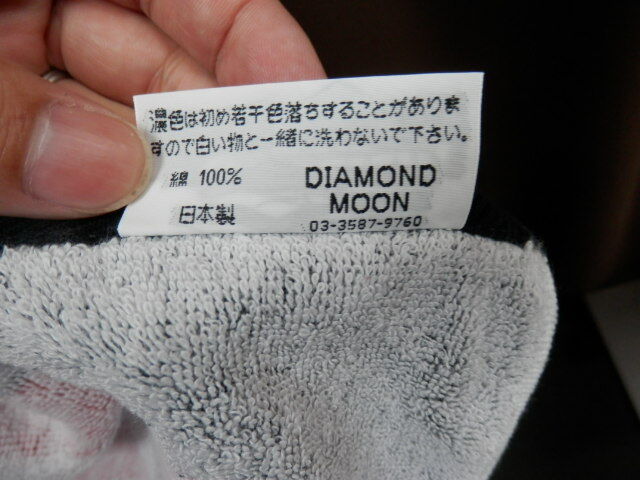 濃色は初め若干色落ちすることがありま
すので白い物と一緒に洗わないで下さい。
綿 100%
日本製
DIAMOND
MOON
03-3587-9760